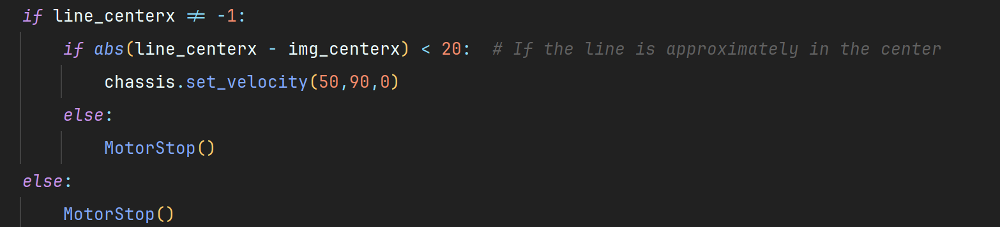 if line_centerx != -1:
    if abs(line_centerx - img_centerx) < 20:  # If the line is approximately in the center
        chassis.set_velocity(50,90,0)
    else:
        MotorStop()
else:
    MotorStop()